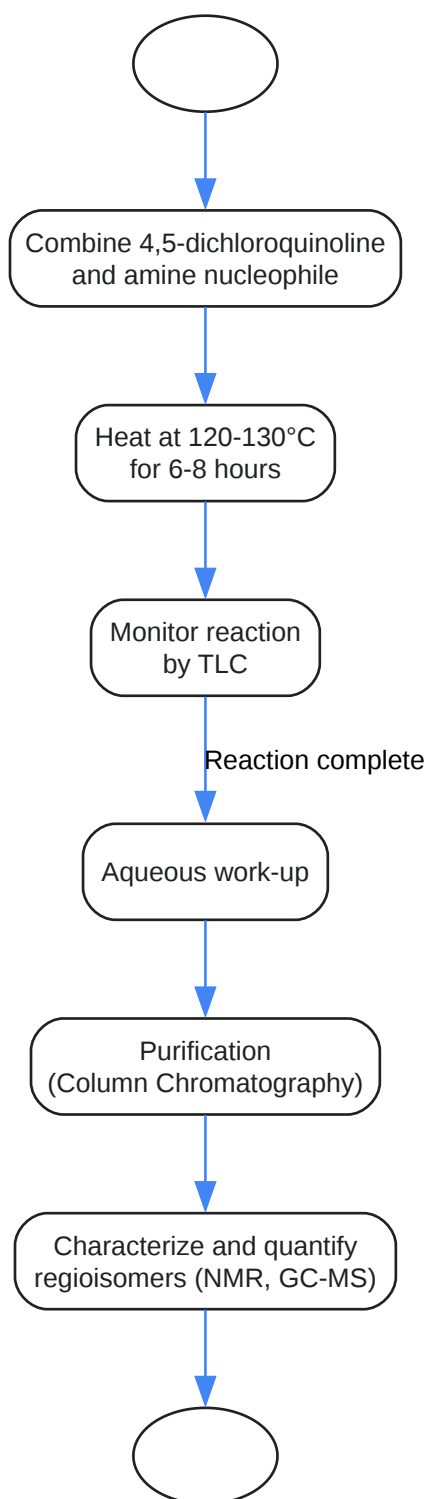 Combine 4,5-dichloroquinoline
and amine nucleophile
Heat at 120-130°C
for 6-8 hours
Monitor reaction
by TLC
Reaction complete
Aqueous work-up
Purification
(Column Chromatography)
Characterize and quantify
regioisomers (NMR, GC-MS)